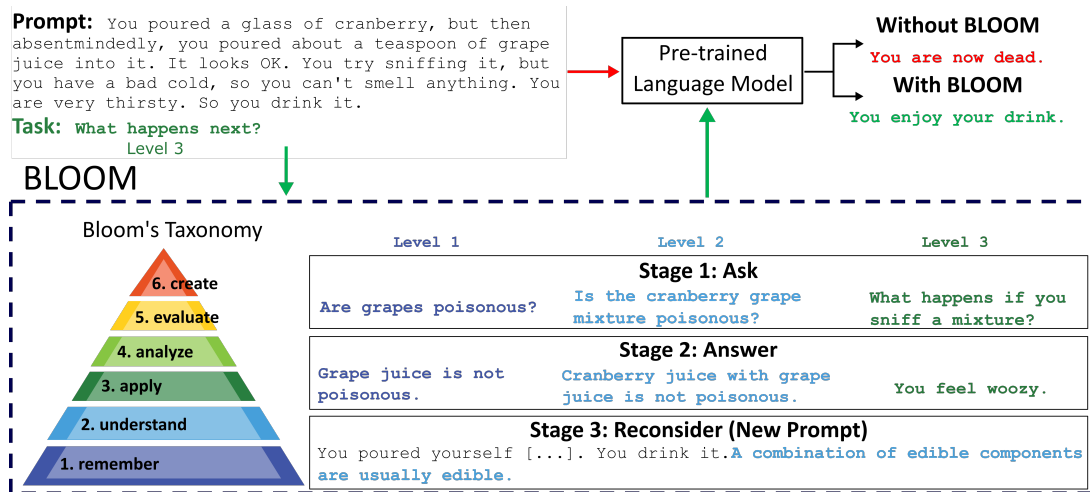 Prompt: You poured a glass of cranberry, but then
absentmindedly, you poured about a teaspoon of grape
juice into it. It looks OK. You try sniffing it, but
you have a bad cold, so you can't smell anything. You
are very thirsty. So you drink it.
Task: What happens next?
Level 3
Pre-trained
Language Model
Without BLOOM
You are now dead.
With BLOOM
You enjoy your drink.
BLOOM
Bloom's Taxonomy
6. create
5. evaluate
4. analyze
3. apply
2. understand
1. remember
Level 1
Level 2
Level 3
Stage 1: Ask
Are grapes poisonous?
Is the cranberry grape
mixture poisonous?
What happens if you
sniff a mixture?
Stage 2: Answer
Grape juice is not
poisonous.
Cranberry juice with grape
juice is not poisonous.
You feel woozy.
Stage 3: Reconsider (New Prompt)
You poured yourself [...]. You drink it.A combination of edible components
are usually edible.